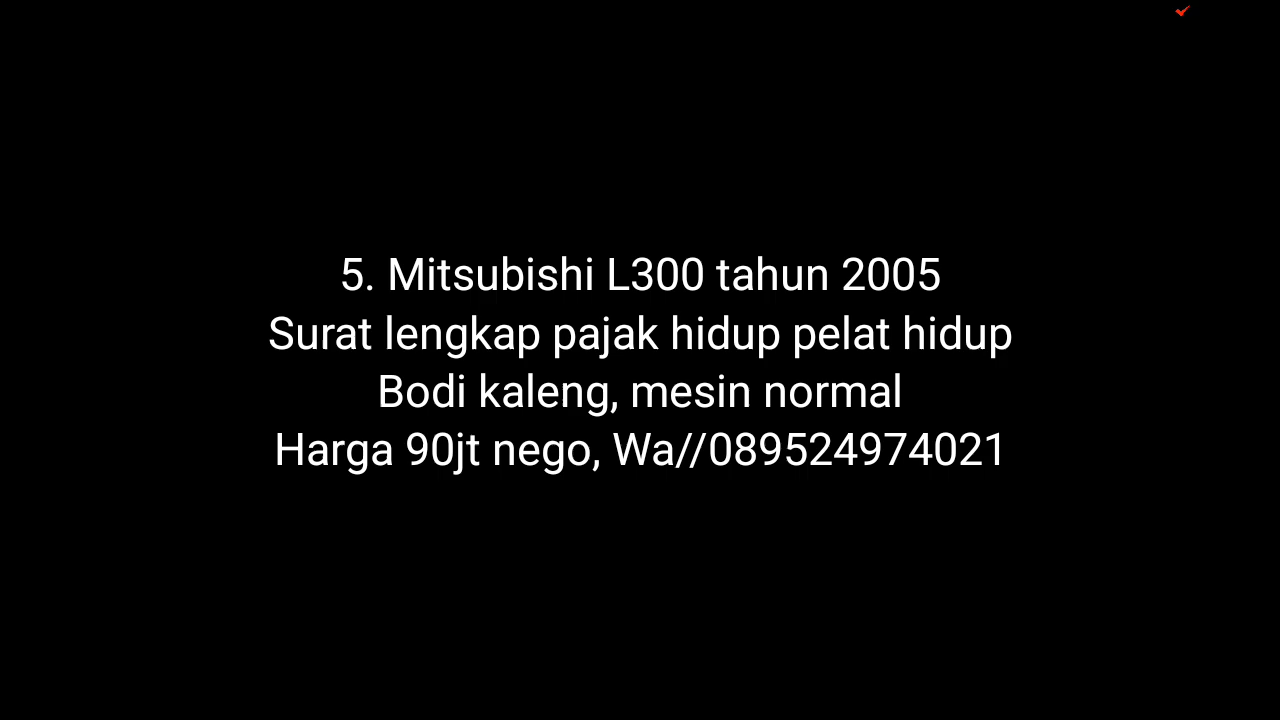 5. Mitsubishi L300 tahun 2005
Surat lengkap pajak hidup pelat hidup
Bodi kaleng, mesin normal
Harga 90jt nego, Wa//089524974021